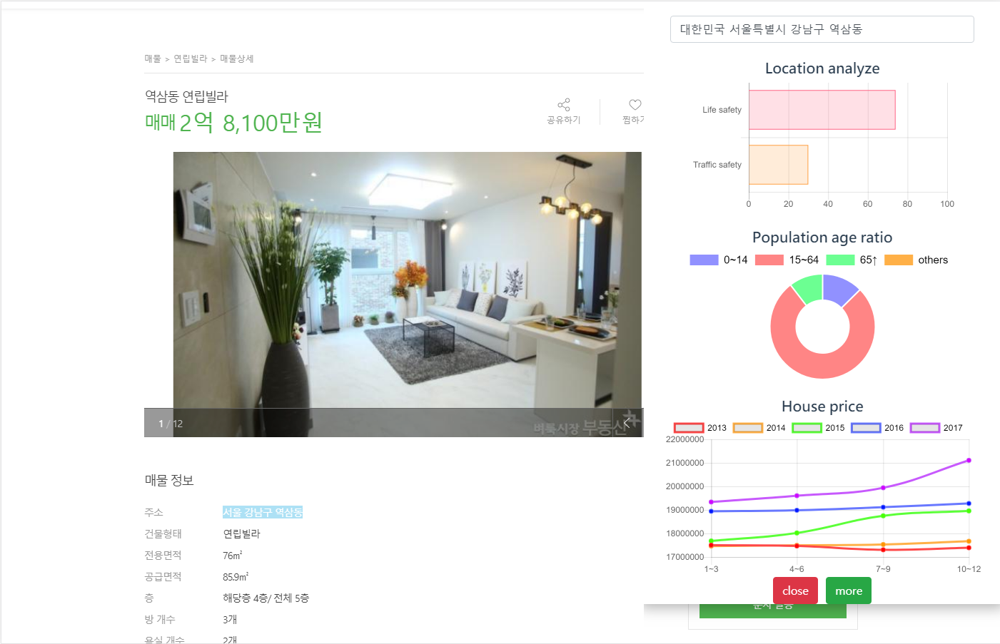 매물 > 연립빌라 > 매물상세
역삼동 연립빌라
매매 2억 8,100만원
공유하기
찜하기
1 / 12
벼룩시장 부동산
매물 정보
주소 서울 강남구 역삼동
건물형태 연립빌라
전용면적 76㎡
공급면적 85.9㎡
층 해당층 4층/ 전체 5층
방 개수 3개
욕실 개수 2개
대한민국 서울특별시 강남구 역삼동
Location analyze
Life safety
Traffic safety
0 20 40 60 80 100
Population age ratio
0~14 15~64 65↑ others
House price
2013 2014 2015 2016 2017
22000000
21000000
20000000
19000000
18000000
17000000
1~3 4~6 7~9 10~12
close more